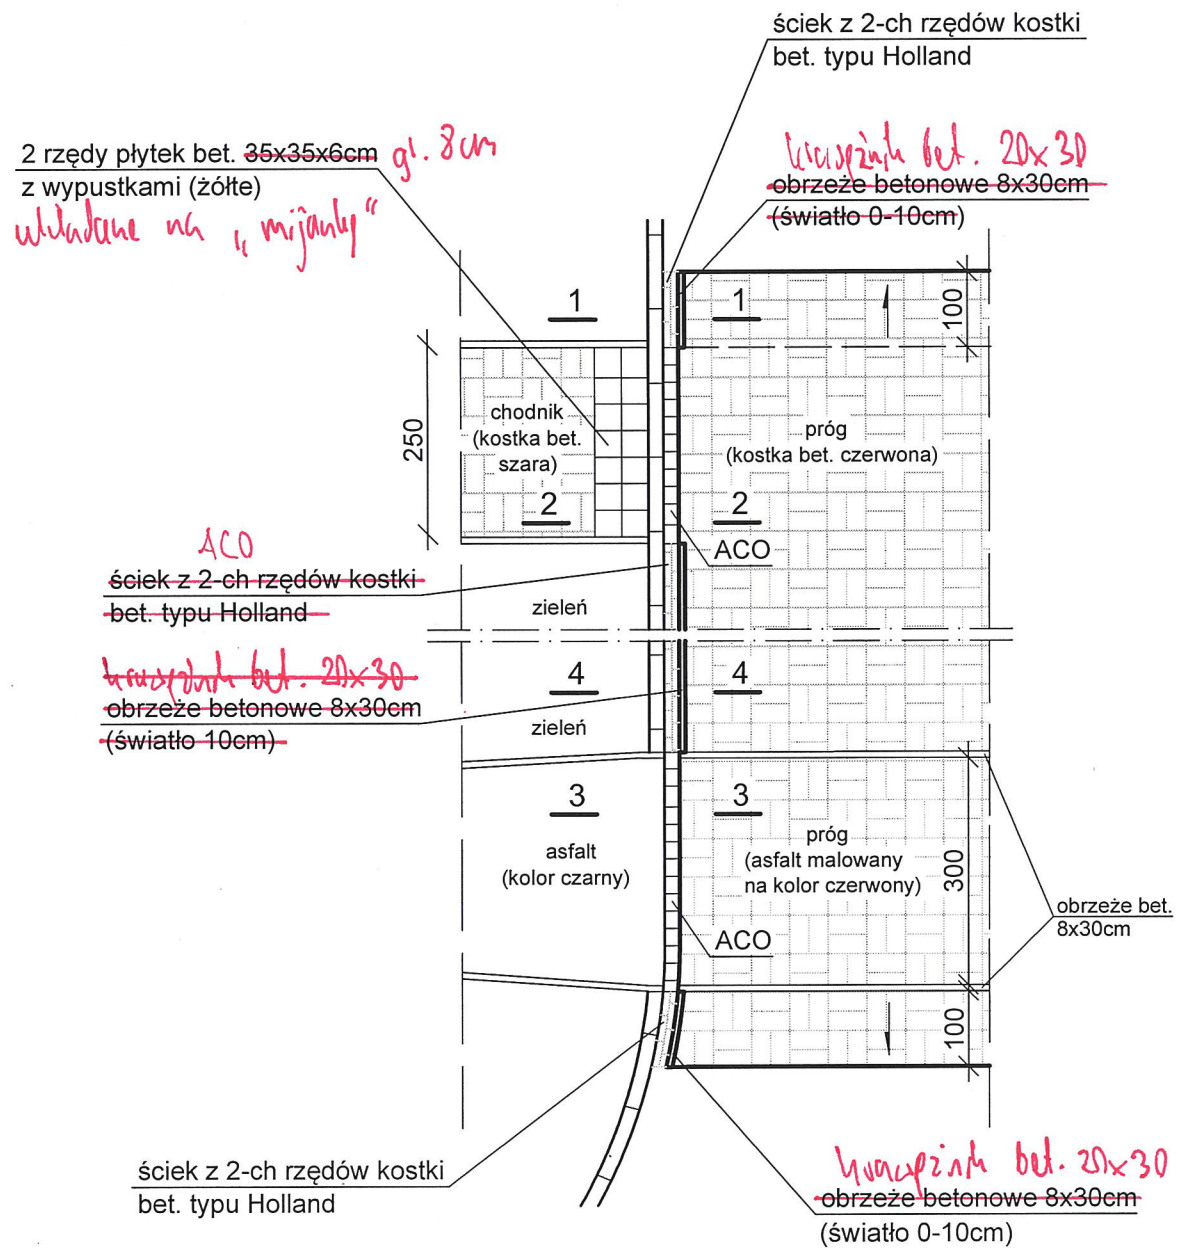 ściek z 2-ch rzędów kostki
bet. typu Holland
2 rzędy płytek bet. 35x35x6cm gr. 8cm
z wypustkami (żółte)
układane na „mijankę"
krawężnik bet. 20x30
obrzeże betonowe 8x30cm
(światło 0-10cm)
1
1
100
250
chodnik
(kostka bet.
szara)
próg
(kostka bet. czerwona)
2
2
ACO
ACO
ściek z 2-ch rzędów kostki
bet. typu Holland
zieleń
krawężnik bet. 20x30
obrzeże betonowe 8x30cm
(światło 10cm)
4
4
zieleń
3
3
asfalt
(kolor czarny)
próg
(asfalt malowany
na kolor czerwony)
300
obrzeże bet.
8x30cm
ACO
100
ściek z 2-ch rzędów kostki
bet. typu Holland
krawężnik bet. 20x30
obrzeże betonowe 8x30cm
(światło 0-10cm)